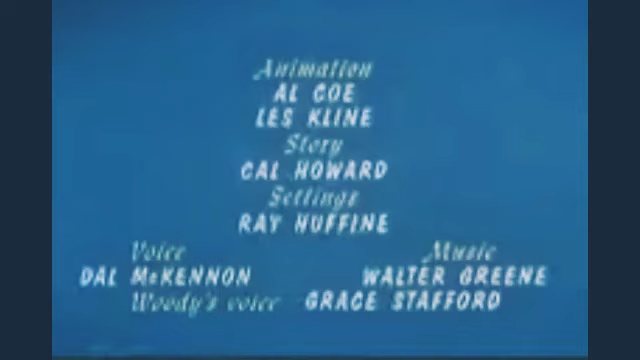 Animation
AL COE
LES KLINE
Story
CAL HOWARD
Settings
RAY HUFFINE
Voice Music
DAL McKENNON WALTER GREENE
Woody's voice GRACE STAFFORD